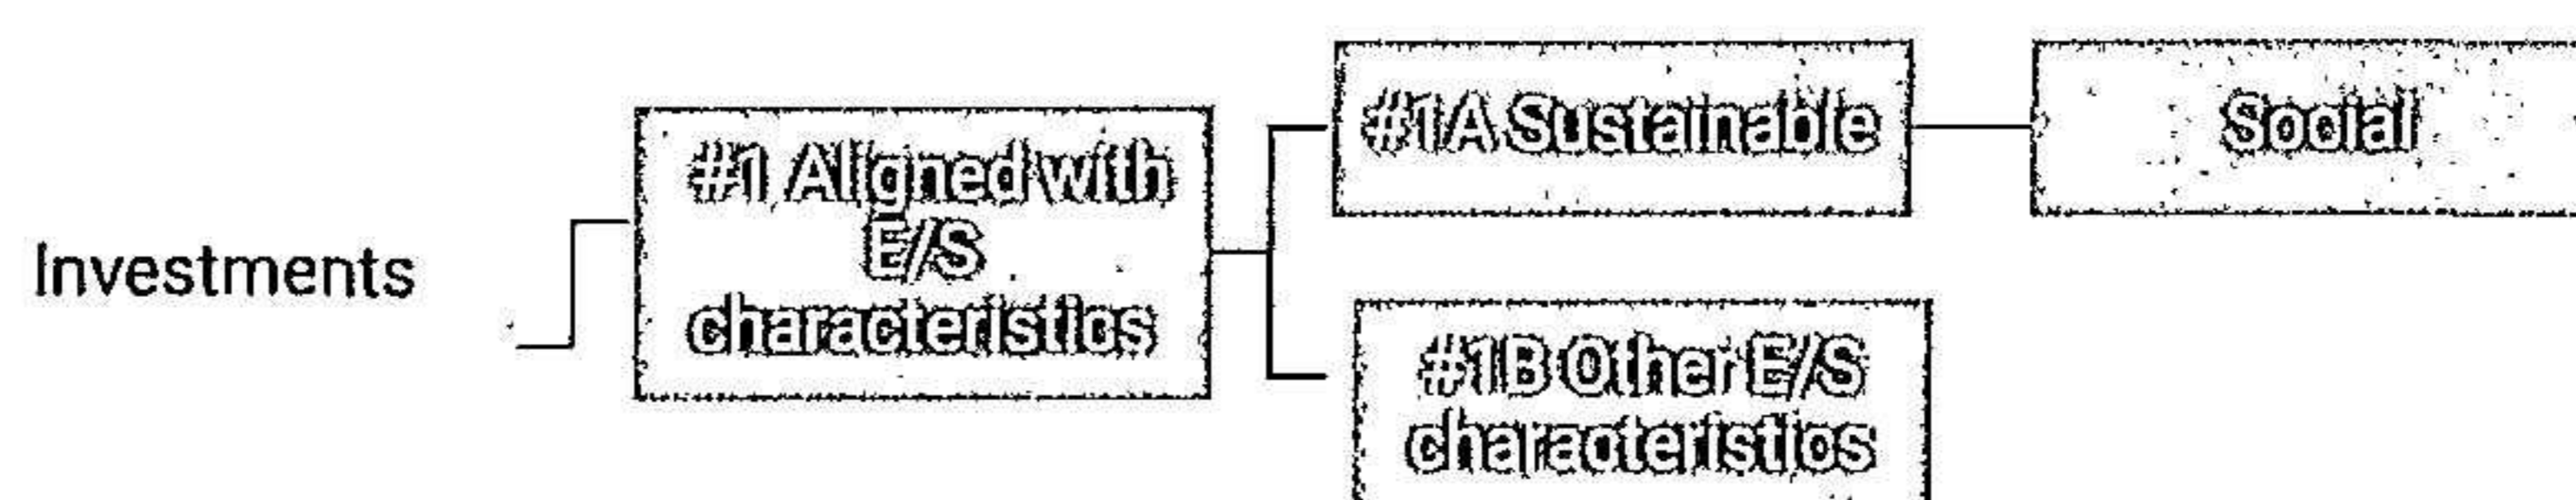 Investments
#1 Aligned with
E/S
characteristics
#1A Sustainable
Social
#1B Other E/S
characteristics